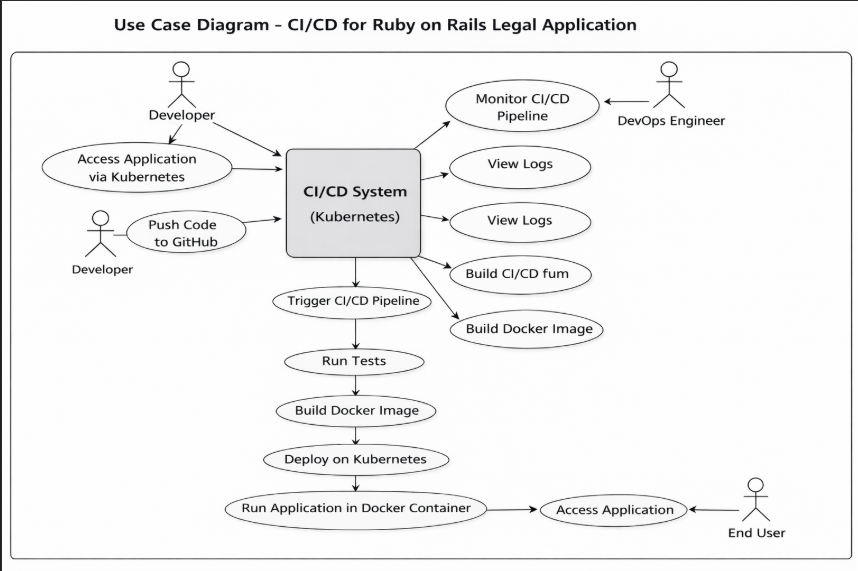 Use Case Diagram – CI/CD for Ruby on Rails Legal Application
Developer
DevOps Engineer
Monitor CI/CD
Pipeline
Access Application
via Kubernetes
View Logs
CI/CD System
(Kubernetes)
Push Code
to GitHub
View Logs
Developer
Build CI/CD fum
Trigger CI/CD Pipeline
Build Docker Image
Run Tests
Build Docker Image
Deploy on Kubernetes
Run Application in Docker Container
Access Application
End User